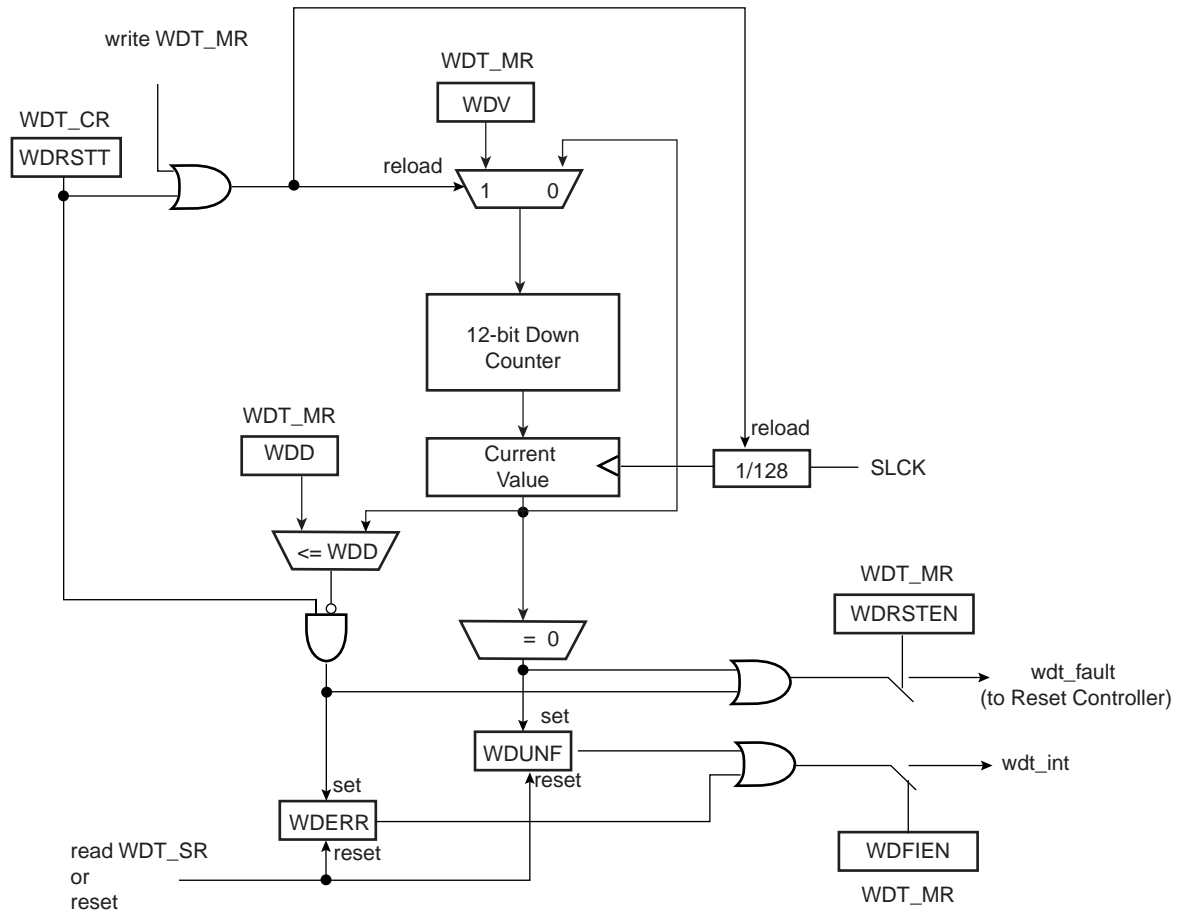 write WDT_MR
WDT_MR
WDV
WDT_CR
WDRSTT
reload
1 0
12-bit Down
Counter
WDT_MR
WDD
Current
Value
reload
1/128
SLCK
<= WDD
WDT_MR
WDRSTEN
= 0
wdt_fault
(to Reset Controller)
set
WDUNF
reset
wdt_int
set
WDERR
reset
WDFIEN
WDT_MR
read WDT_SR
or
reset